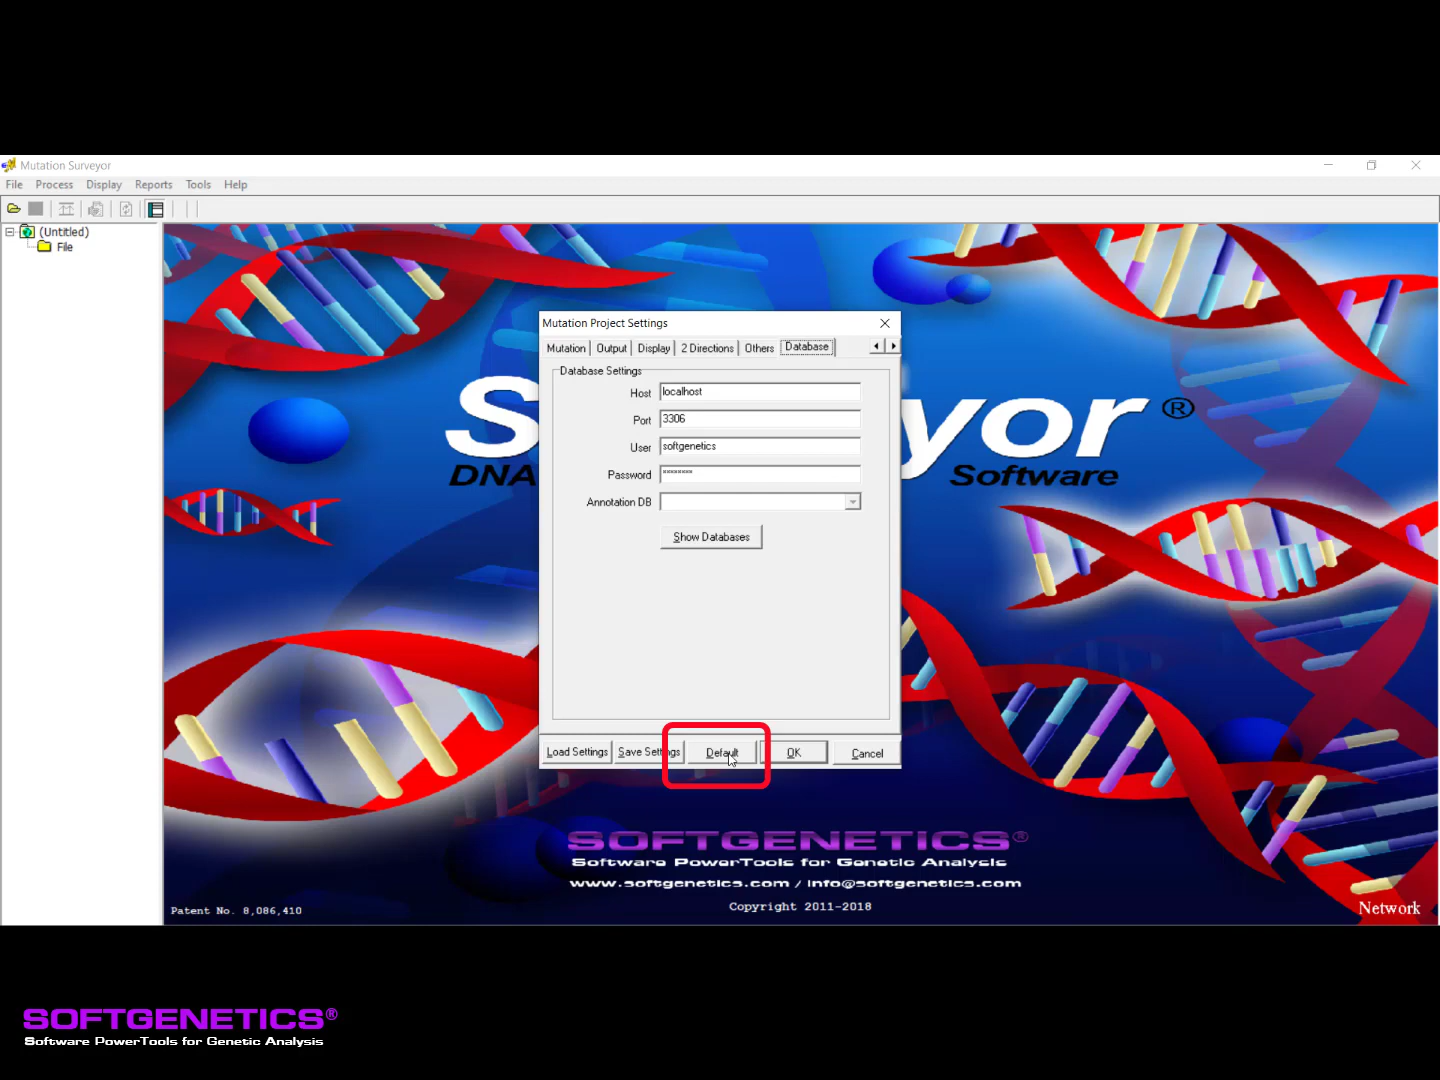 Mutation Surveyor
File Process Display Reports Tools Help
(Untitled)
File
Mutation Project Settings
Mutation Output Display 2 Directions Others Database
Database Settings
Host localhost
Port 3306
User softgenetics
Password ********
Annotation DB
Show Databases
Load Settings Save Settings Default OK Cancel
S yor®
DNA Software
SOFTGENETICS®
Software PowerTools for Genetic Analysis
www.softgenetics.com / info@softgenetics.com
Copyright 2011-2018
Patent No. 8,086,410
Network
SOFTGENETICS®
Software PowerTools for Genetic Analysis